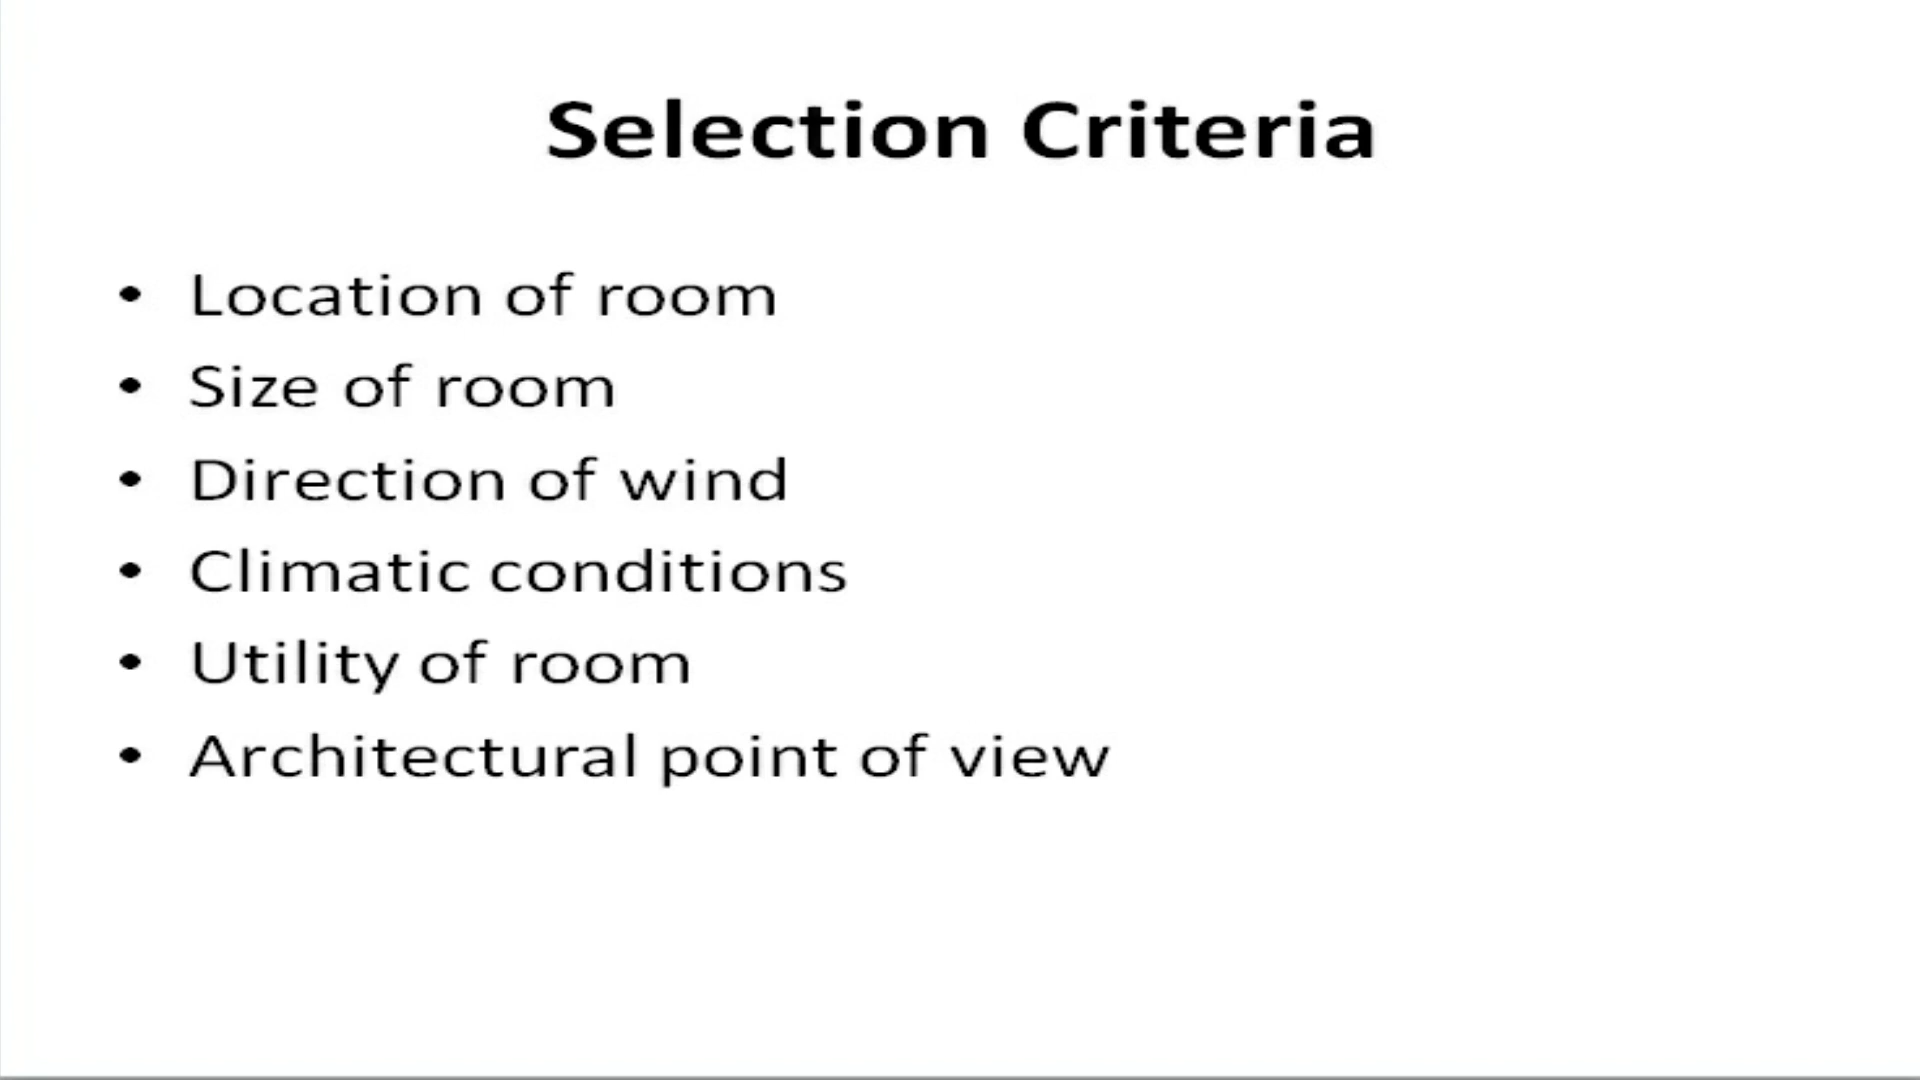 Selection Criteria
• Location of room
• Size of room
• Direction of wind
• Climatic conditions
• Utility of room
• Architectural point of view